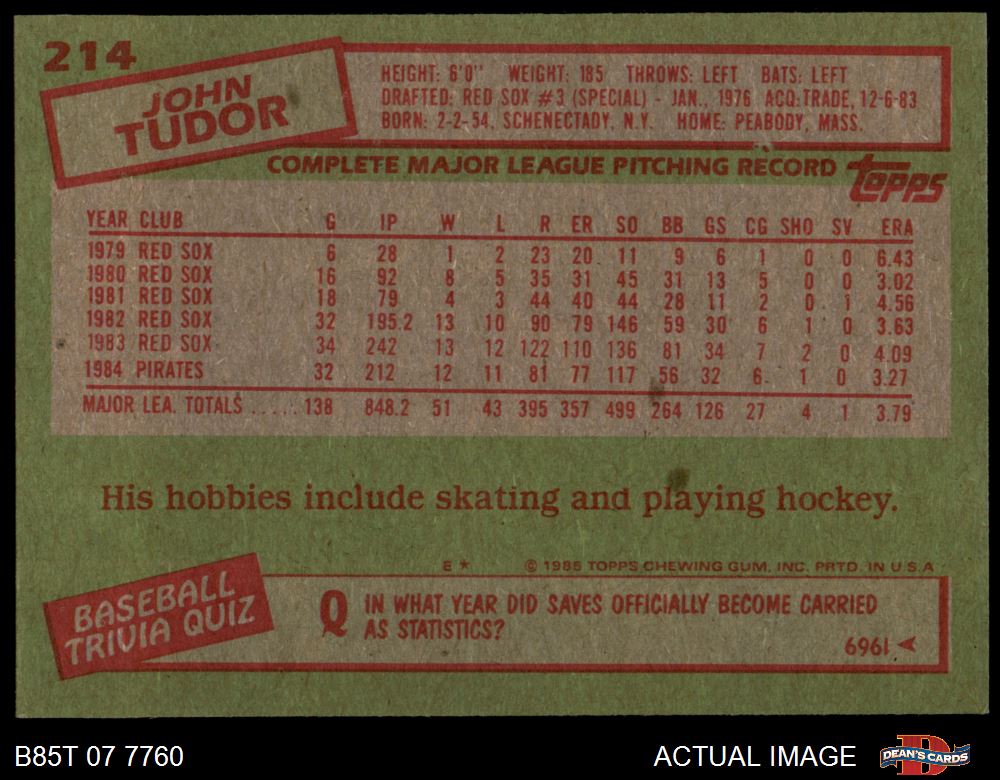 214
JOHN
TUDOR
HEIGHT: 6'0" WEIGHT: 185 THROWS: LEFT BATS: LEFT
DRAFTED: RED SOX #3 (SPECIAL) - JAN., 1976 ACQ:TRADE, 12-6-83
BORN: 2-2-54, SCHENECTADY, N.Y. HOME: PEABODY, MASS.
COMPLETE MAJOR LEAGUE PITCHING RECORD topps
YEAR CLUB G IP W L R ER SO BB GS CG SHO SV ERA
1979 RED SOX 6 28 1 2 23 20 11 9 6 1 0 0 6.43
1980 RED SOX 16 92 8 5 35 31 45 31 13 5 0 0 3.02
1981 RED SOX 18 79 4 3 44 40 44 28 11 2 0 1 4.56
1982 RED SOX 32 195.2 13 10 90 79 146 59 30 6 1 0 3.63
1983 RED SOX 34 242 13 12 122 110 136 81 34 7 2 0 4.09
1984 PIRATES 32 212 12 11 81 77 117 56 32 6 1 0 3.27
MAJOR LEA. TOTALS ..... 138 848.2 51 43 395 357 499 264 126 27 4 1 3.79
His hobbies include skating and playing hockey.
E * © 1985 TOPPS CHEWING GUM, INC. PRTD. IN U.S.A.
BASEBALL
TRIVIA QUIZ
Q IN WHAT YEAR DID SAVES OFFICIALLY BECOME CARRIED
AS STATISTICS?
1969
B85T 07 7760 ACTUAL IMAGE DEAN'S CARDS